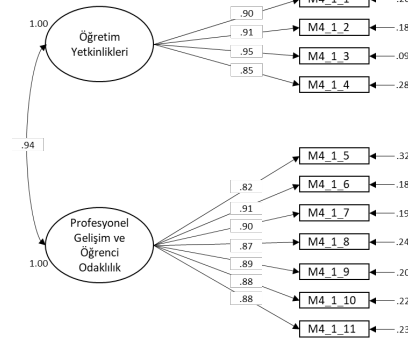 M4_1_1
.90
1.00
.91
M4_1_2
.18
Öğretim
Yetkinlikleri
.95
M4_1_3
.09
.85
M4_1_4
.28
.94
M4_1_5
.32
.82
M4_1_6
.18
.91
M4_1_7
.19
.90
Profesyonel
Gelişim ve
Öğrenci
Odaklılık
.87
M4_1_8
.24
.89
M4_1_9
.20
1.00
.88
M4_1_10
.22
.88
M4_1_11
.23